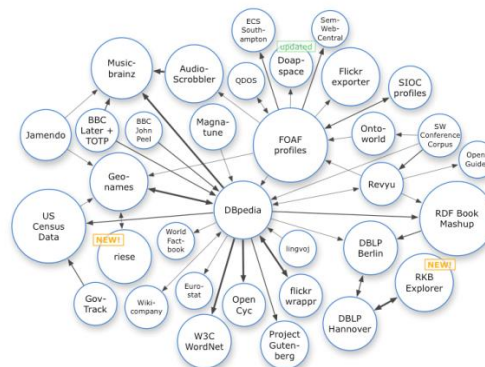 ECS
South-
ampton
Sem-
Web-
Central
updated
Doap-
space
Music-
brainz
Audio-
Scrobbler
QDOS
Flickr
exporter
SIOC
profiles
BBC
Later +
TOTP
BBC
John
Peel
Magna-
tune
FOAF
profiles
Onto-
world
SW
Conference
Corpus
Jamendo
Open-
Guides
Geo-
names
Revyu
DBpedia
US
Census
Data
RDF Book
Mashup
NEW!
riese
World
Fact-
book
lingvoj
DBLP
Berlin
NEW!
RKB
Explorer
Gov-
Track
Wiki-
company
Euro-
stat
Open
Cyc
flickr
wrappr
DBLP
Hannover
W3C
WordNet
Project
Guten-
berg